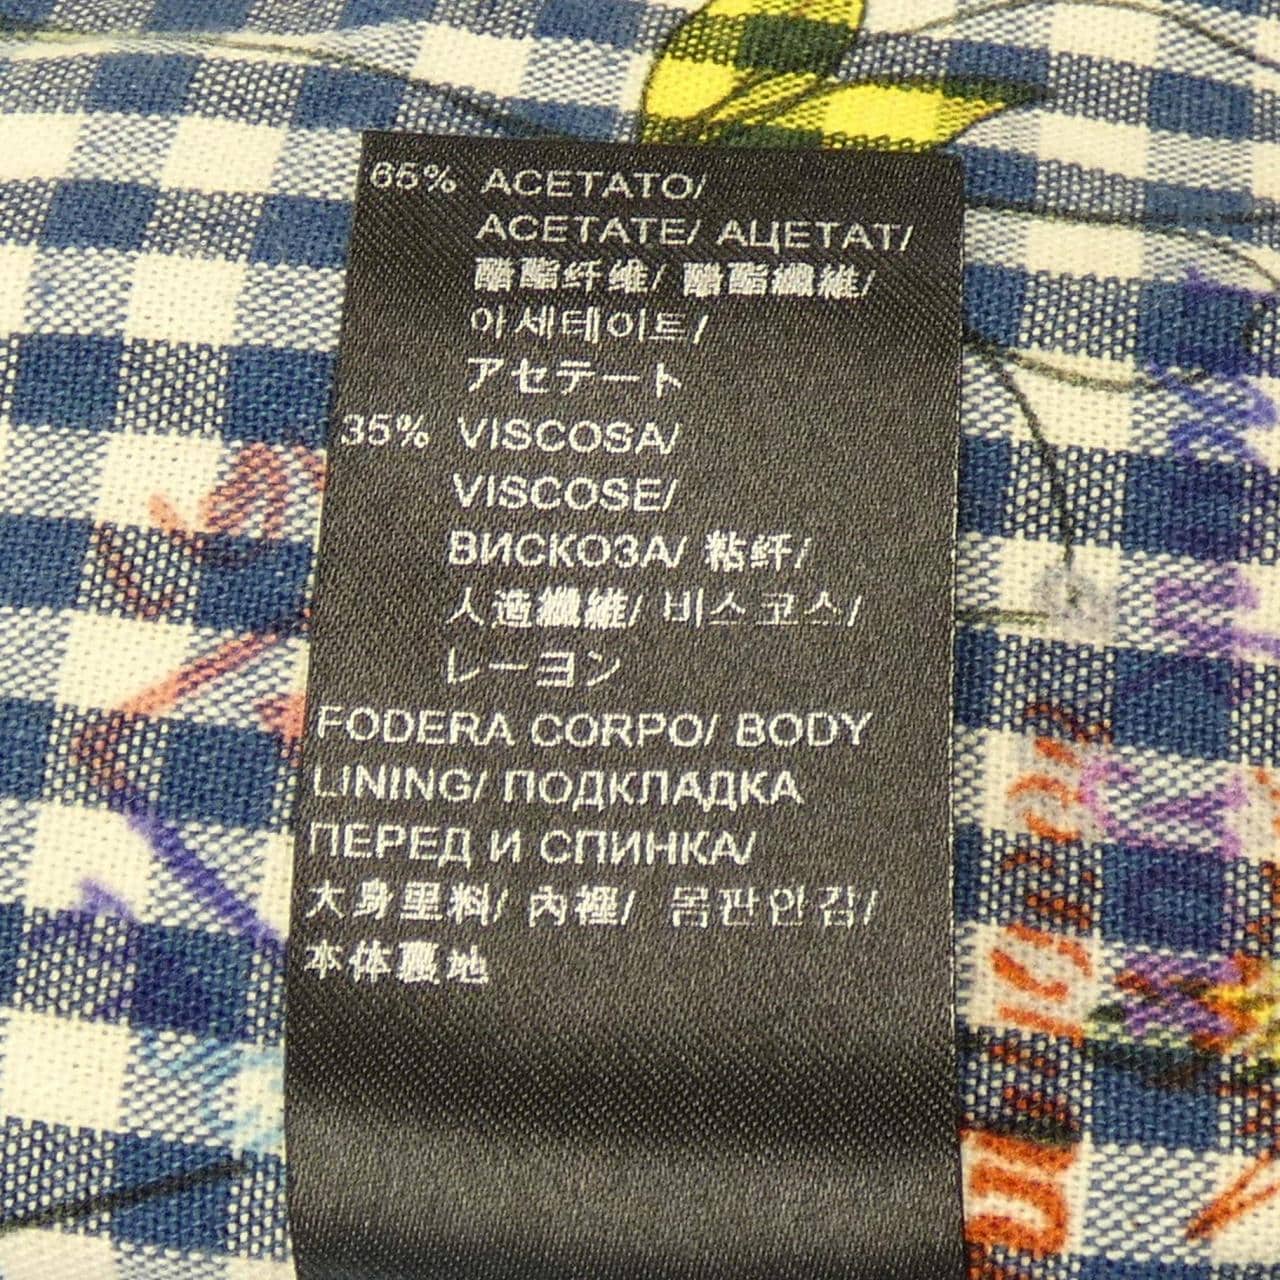 65% ACETATO/
ACETATE/ АЦЕТАТ/
醋酯纤维/ 醋酯纖維/
아세테이트/
アセテート
35% VISCOSA/
VISCOSE/
ВИСКОЗА/ 粘纤/
人造纖維/ 비스코스/
レーヨン
FODERA CORPO/ BODY
LINING/ ПОДКЛАДКА
ПЕРЕД И СПИНКА/
大身里料/ 內裡/ 몸판안감/
本体裏地